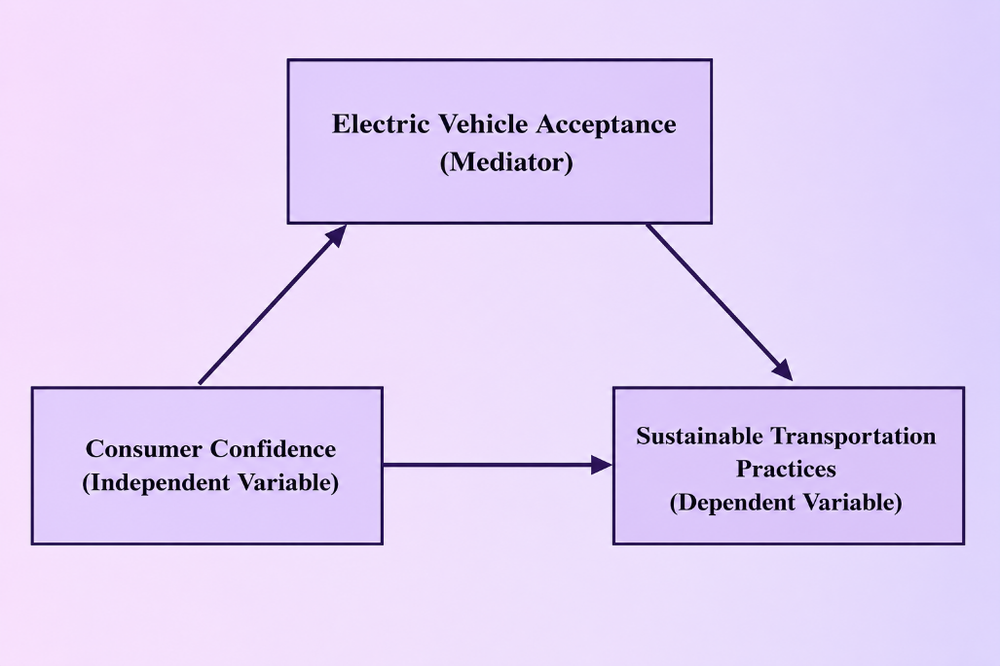 Electric Vehicle Acceptance
(Mediator)
Consumer Confidence
(Independent Variable)
Sustainable Transportation
Practices
(Dependent Variable)